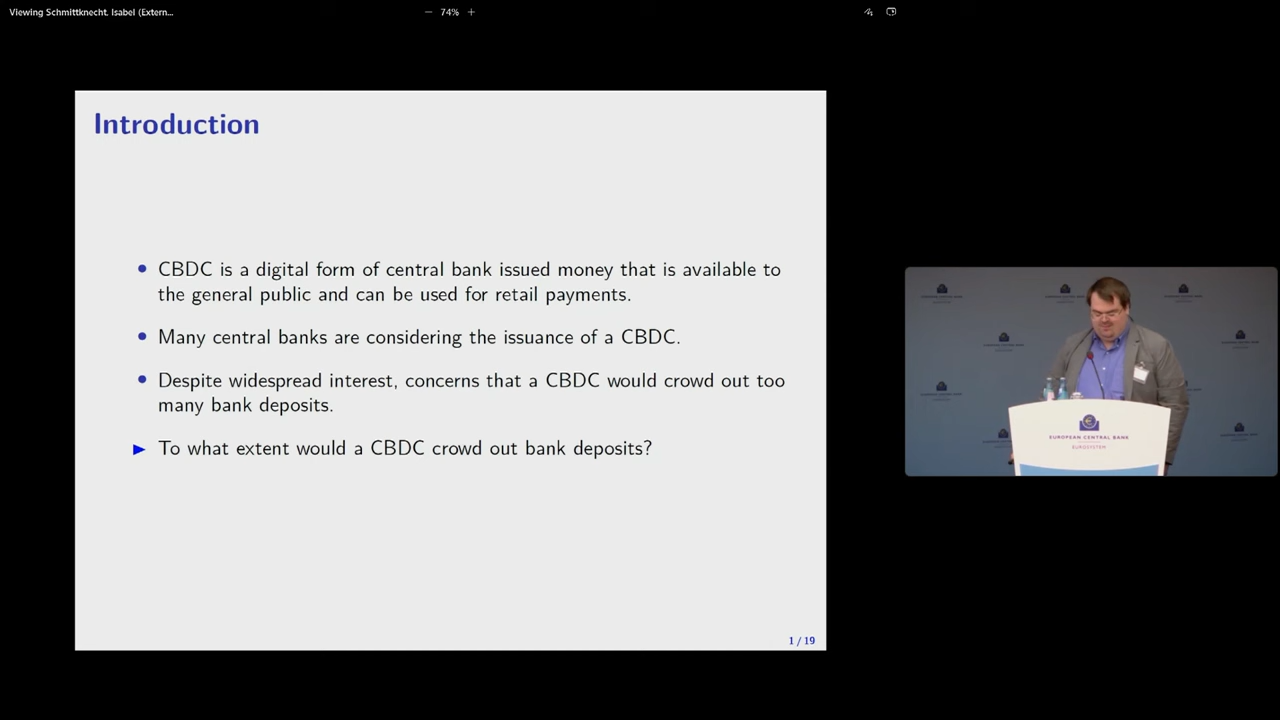 Viewing Schmittknecht, Isabel (Extern...
74%
Introduction
CBDC is a digital form of central bank issued money that is available to
the general public and can be used for retail payments.
Many central banks are considering the issuance of a CBDC.
Despite widespread interest, concerns that a CBDC would crowd out too
many bank deposits.
To what extent would a CBDC crowd out bank deposits?
1 / 19
EUROPEAN CENTRAL BANK
EUROSYSTEM